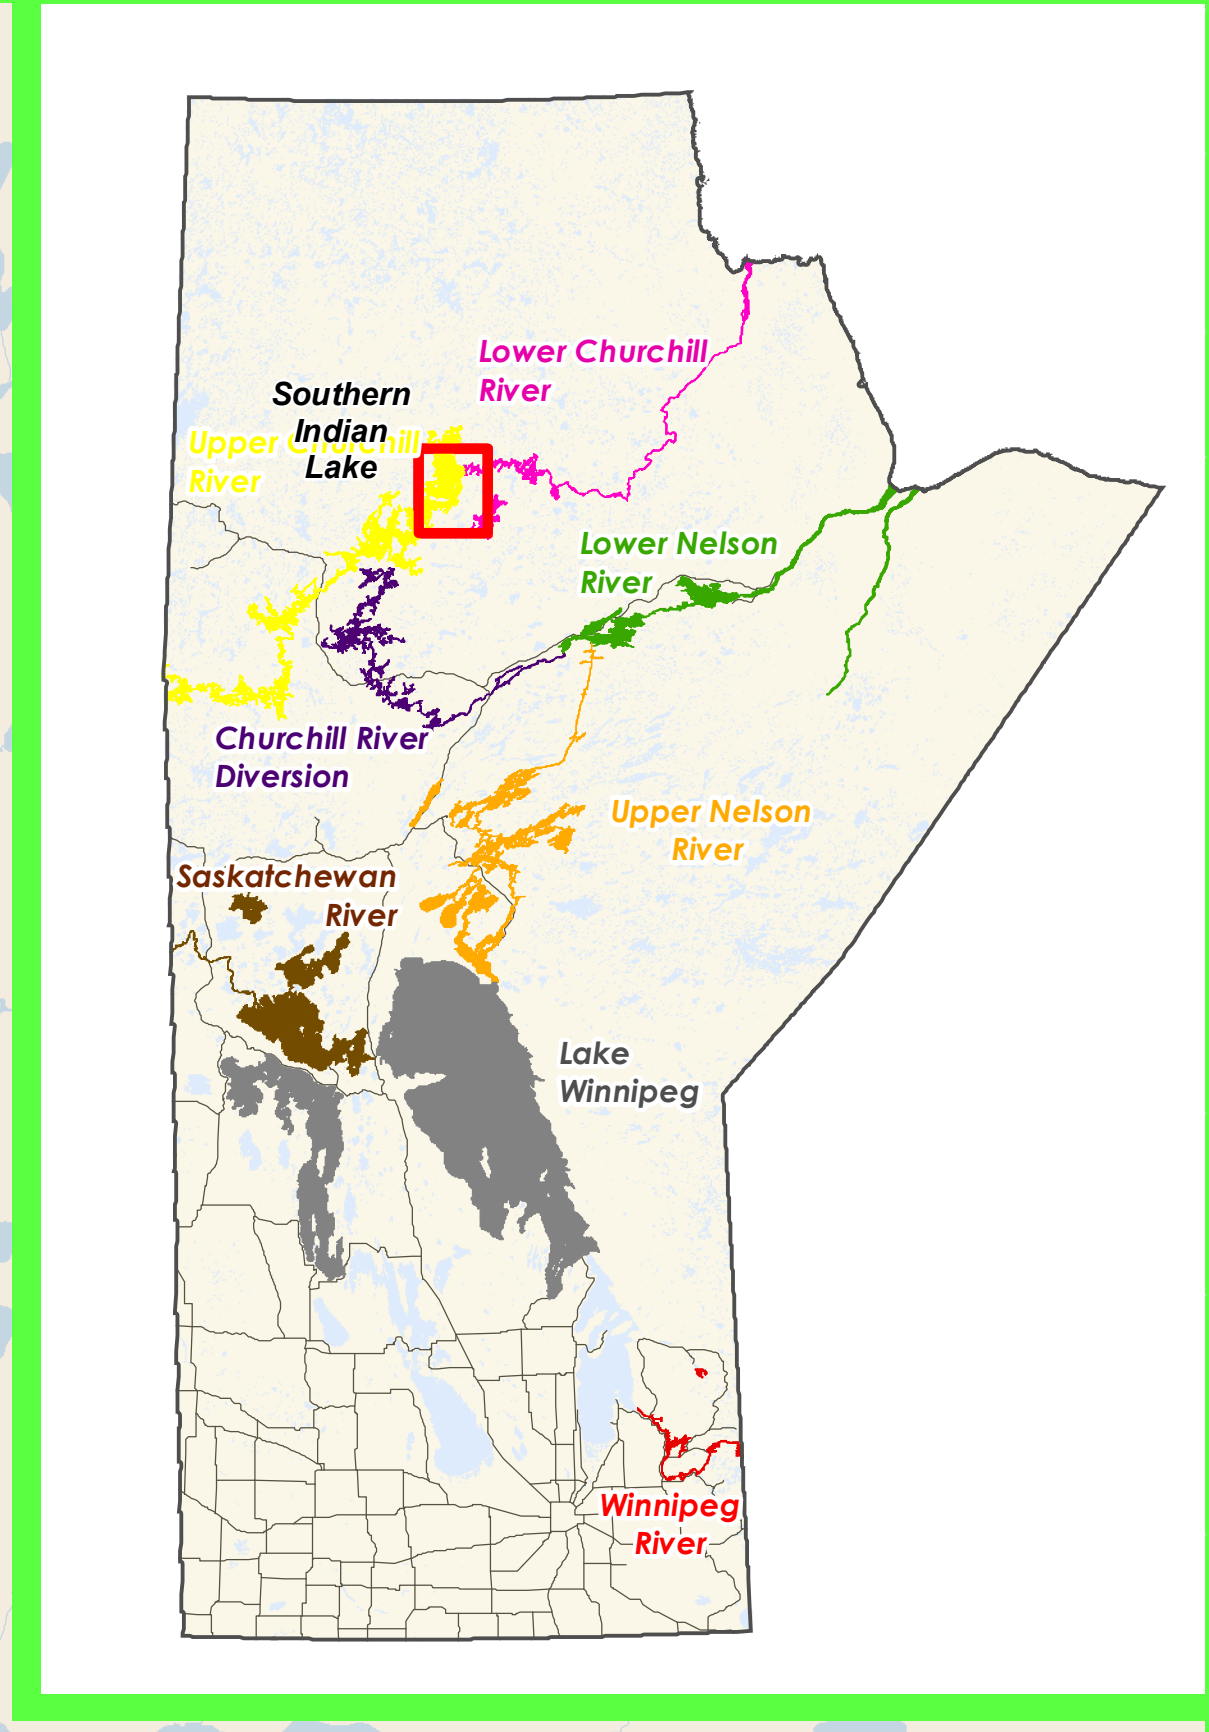 Lower Churchill
River
Southern
Indian
Lake
Upper Churchill
River
Lower Nelson
River
Churchill River
Diversion
Upper Nelson
River
Saskatchewan
River
Lake
Winnipeg
Winnipeg
River